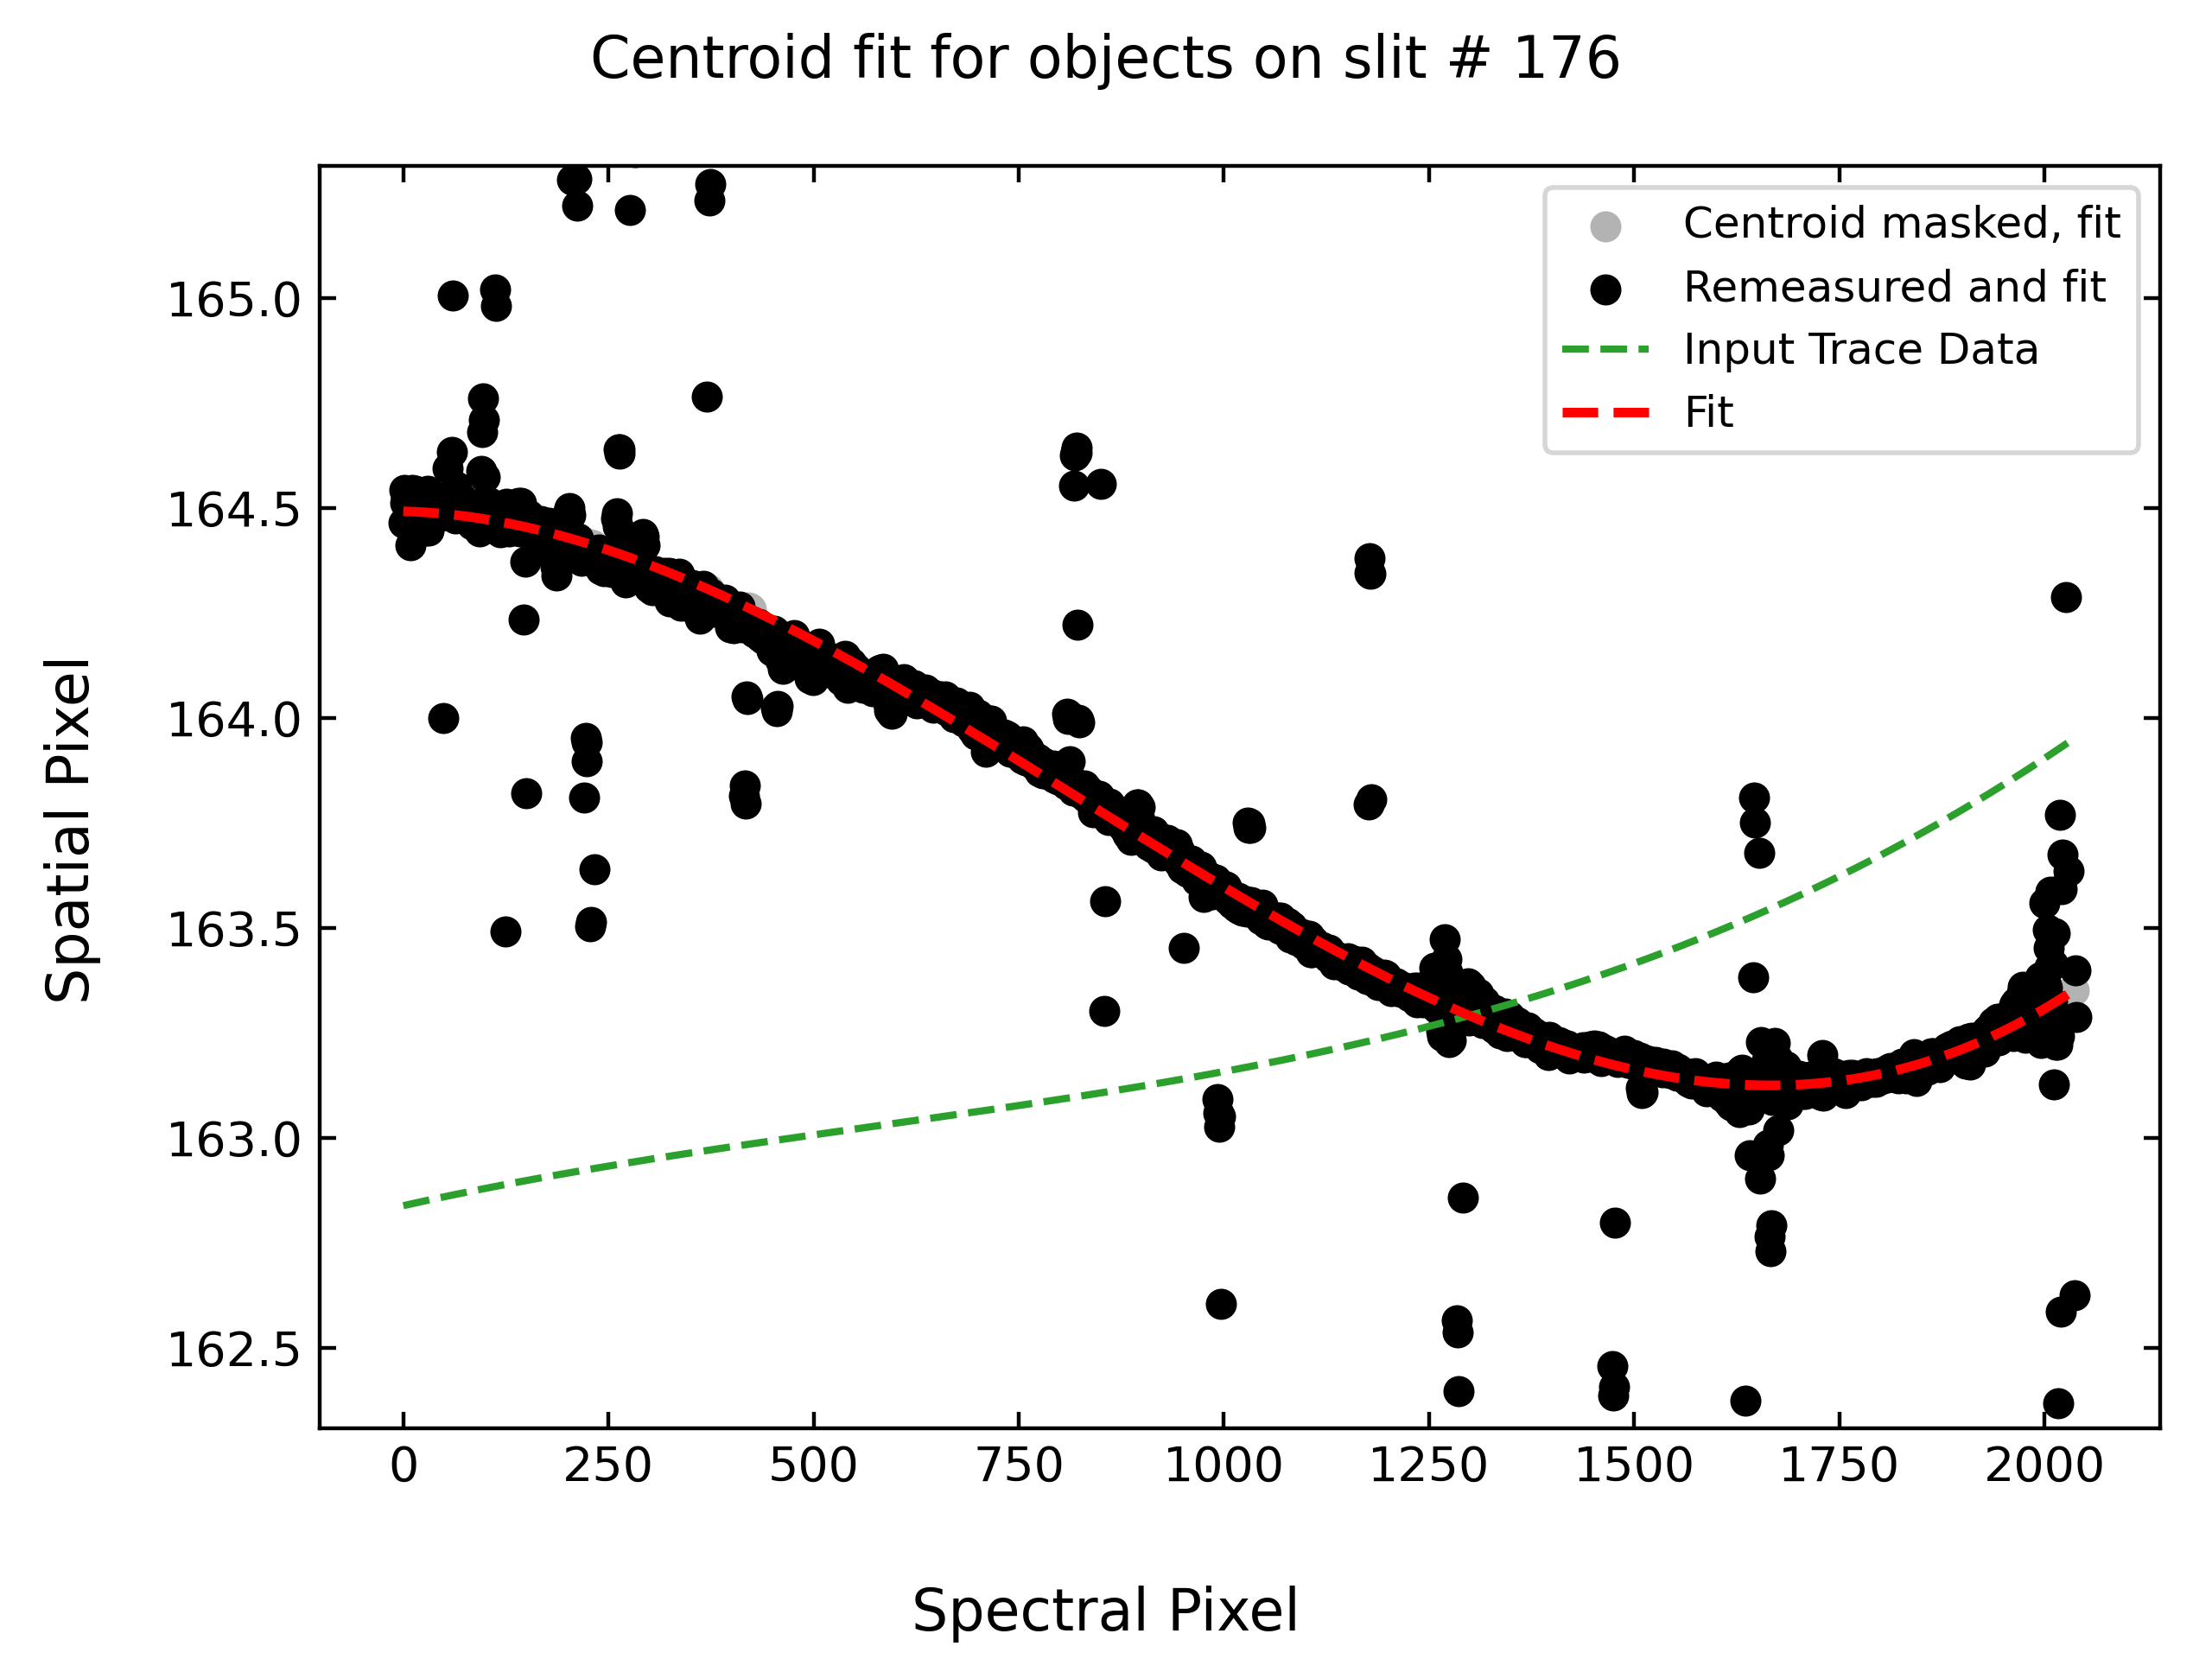 Centroid fit for objects on slit # 176
Centroid masked, fit
Remeasured and fit
Input Trace Data
Fit
165.0
164.5
164.0
163.5
163.0
162.5
Spatial Pixel
0 250 500 750 1000 1250 1500 1750 2000
Spectral Pixel